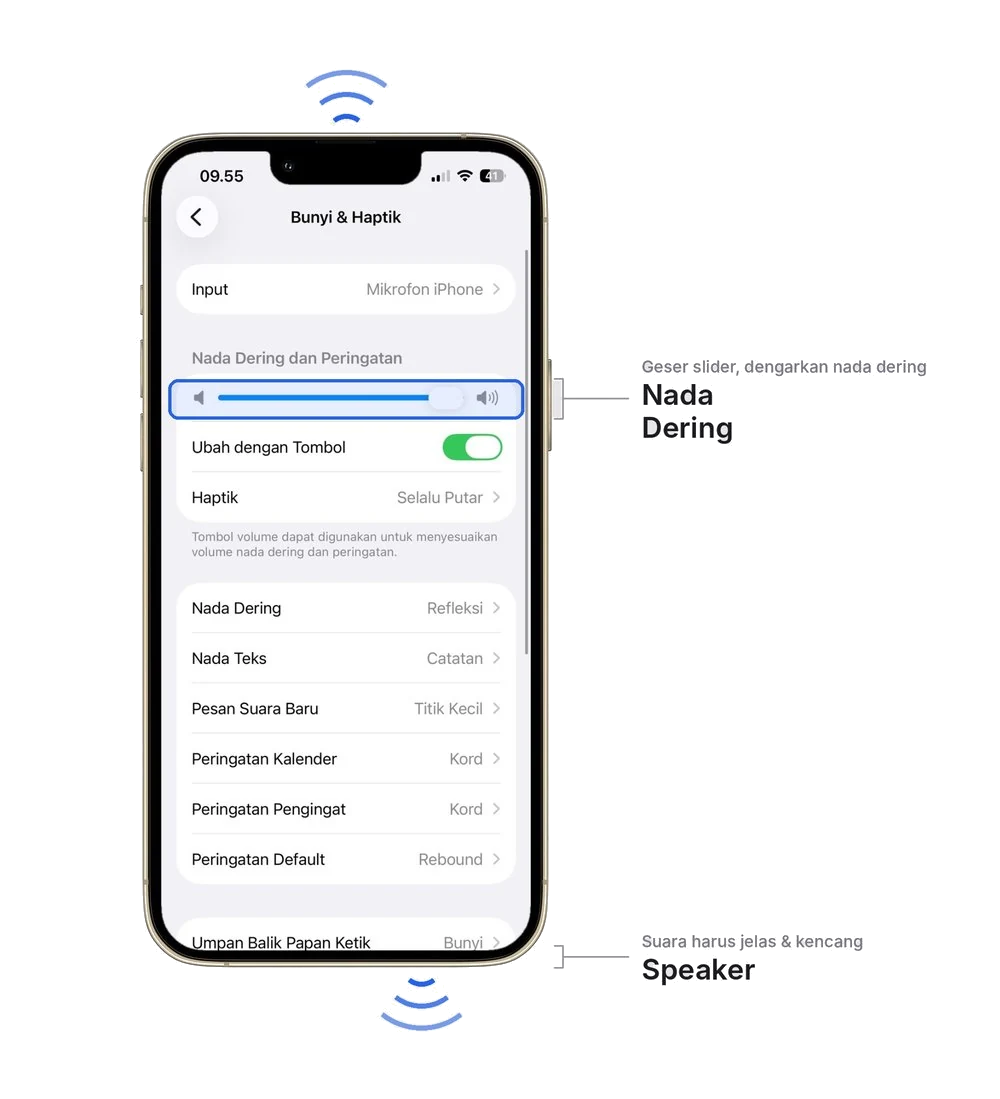 09.55
41
Bunyi & Haptik
Input
Mikrofon iPhone
Nada Dering dan Peringatan
Geser slider, dengarkan nada dering
Nada
Dering
Ubah dengan Tombol
Haptik
Selalu Putar
Tombol volume dapat digunakan untuk menyesuaikan
volume nada dering dan peringatan.
Nada Dering
Refleksi
Nada Teks
Catatan
Pesan Suara Baru
Titik Kecil
Peringatan Kalender
Kord
Peringatan Pengingat
Kord
Peringatan Default
Rebound
Umpan Balik Papan Ketik
Bunyi
Suara harus jelas & kencang
Speaker